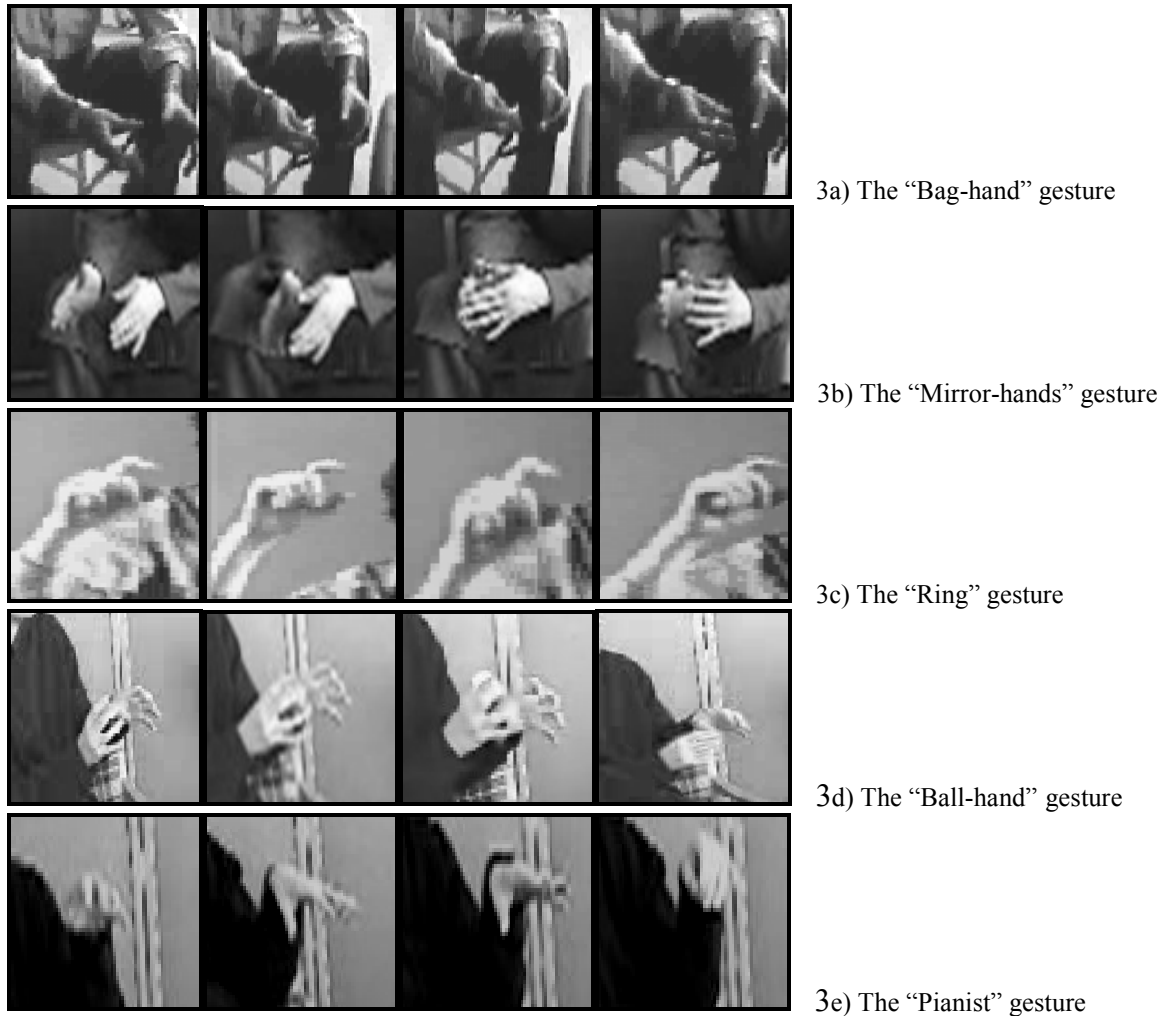 3a) The “Bag-hand” gesture
3b) The “Mirror-hands” gesture
3c) The “Ring” gesture
3d) The “Ball-hand” gesture
3e) The “Pianist” gesture